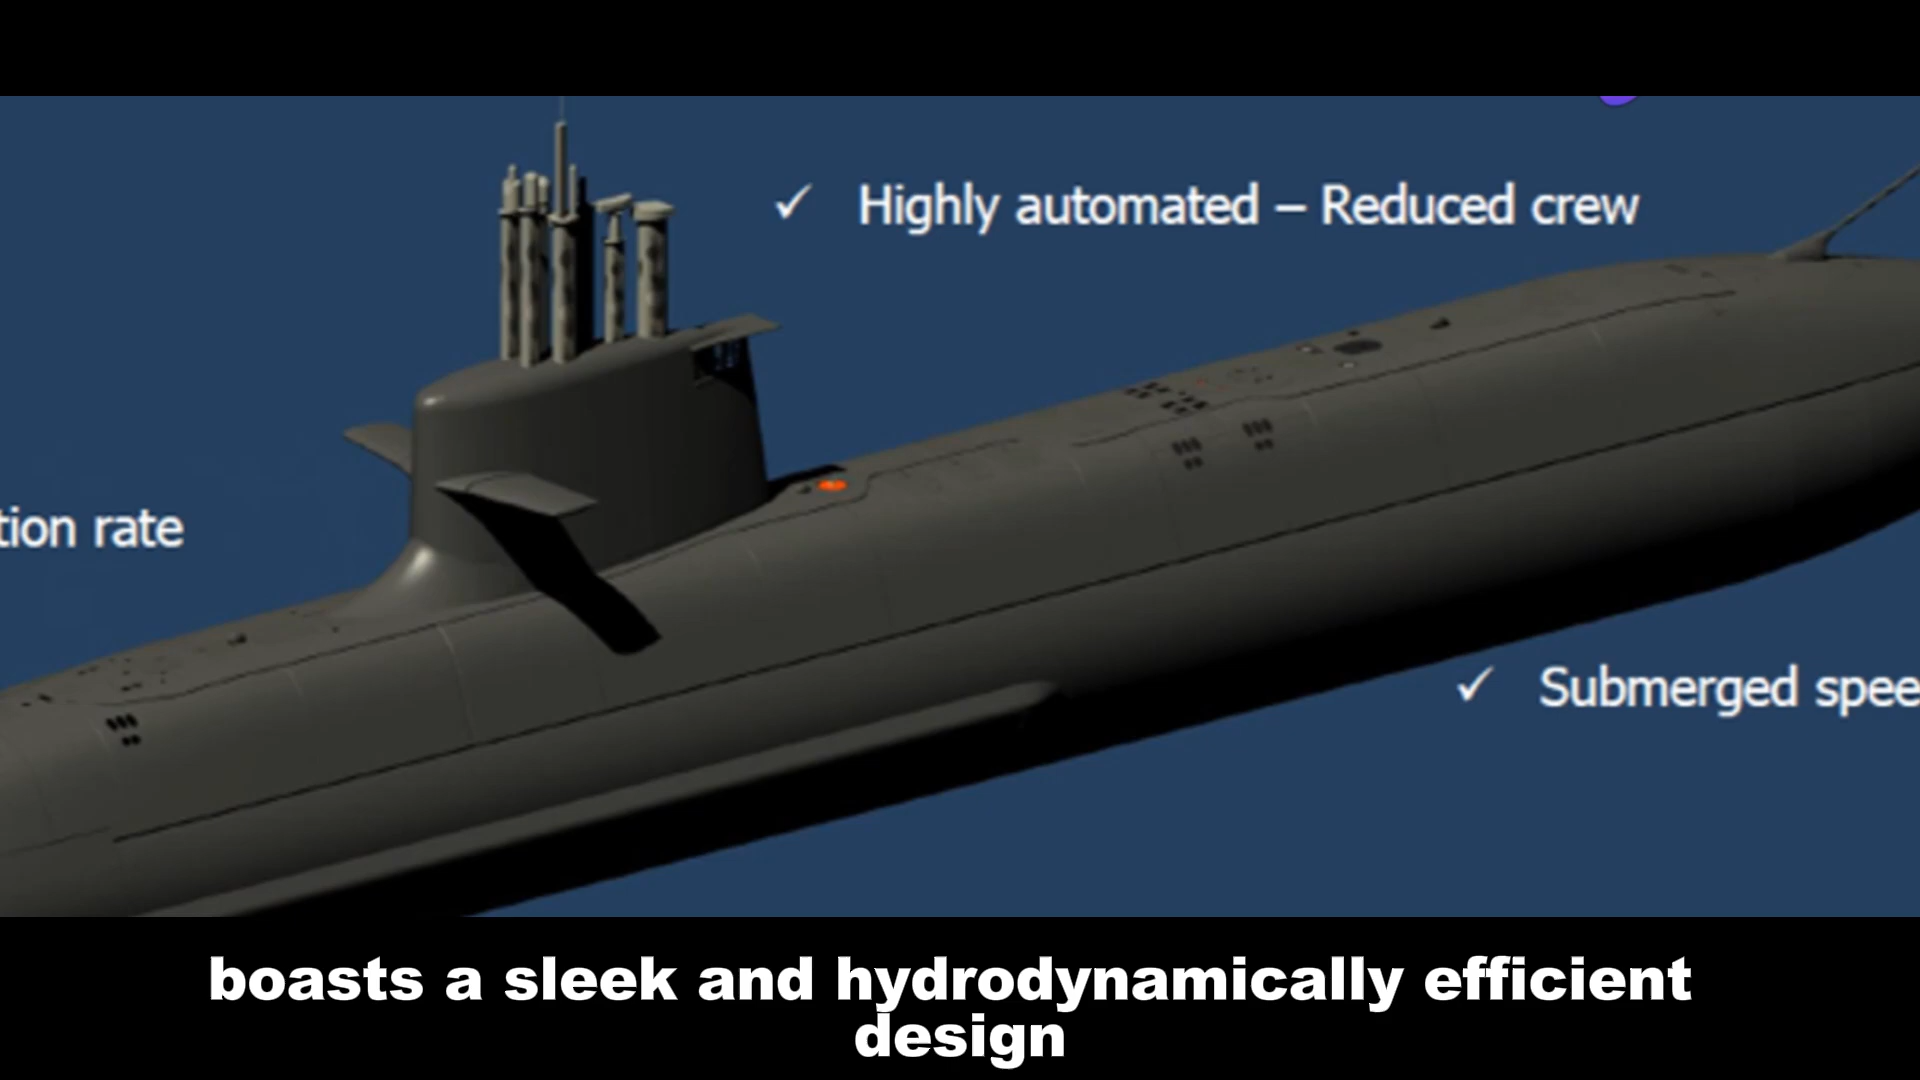 ✓ Highly automated – Reduced crew
tion rate
✓ Submerged spee
boasts a sleek and hydrodynamically efficient
design